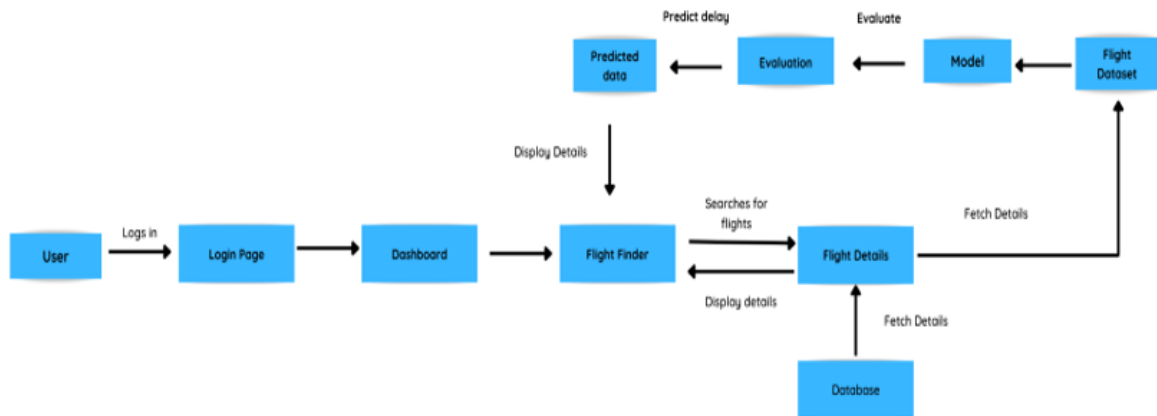 Predict delay
Evaluate
Predicted
data
Evaluation
Model
Flight
Dataset
Display Details
Searches for
flights
Fetch Details
Logs in
User
Login Page
Dashboard
Flight Finder
Flight Details
Display details
Fetch Details
Database